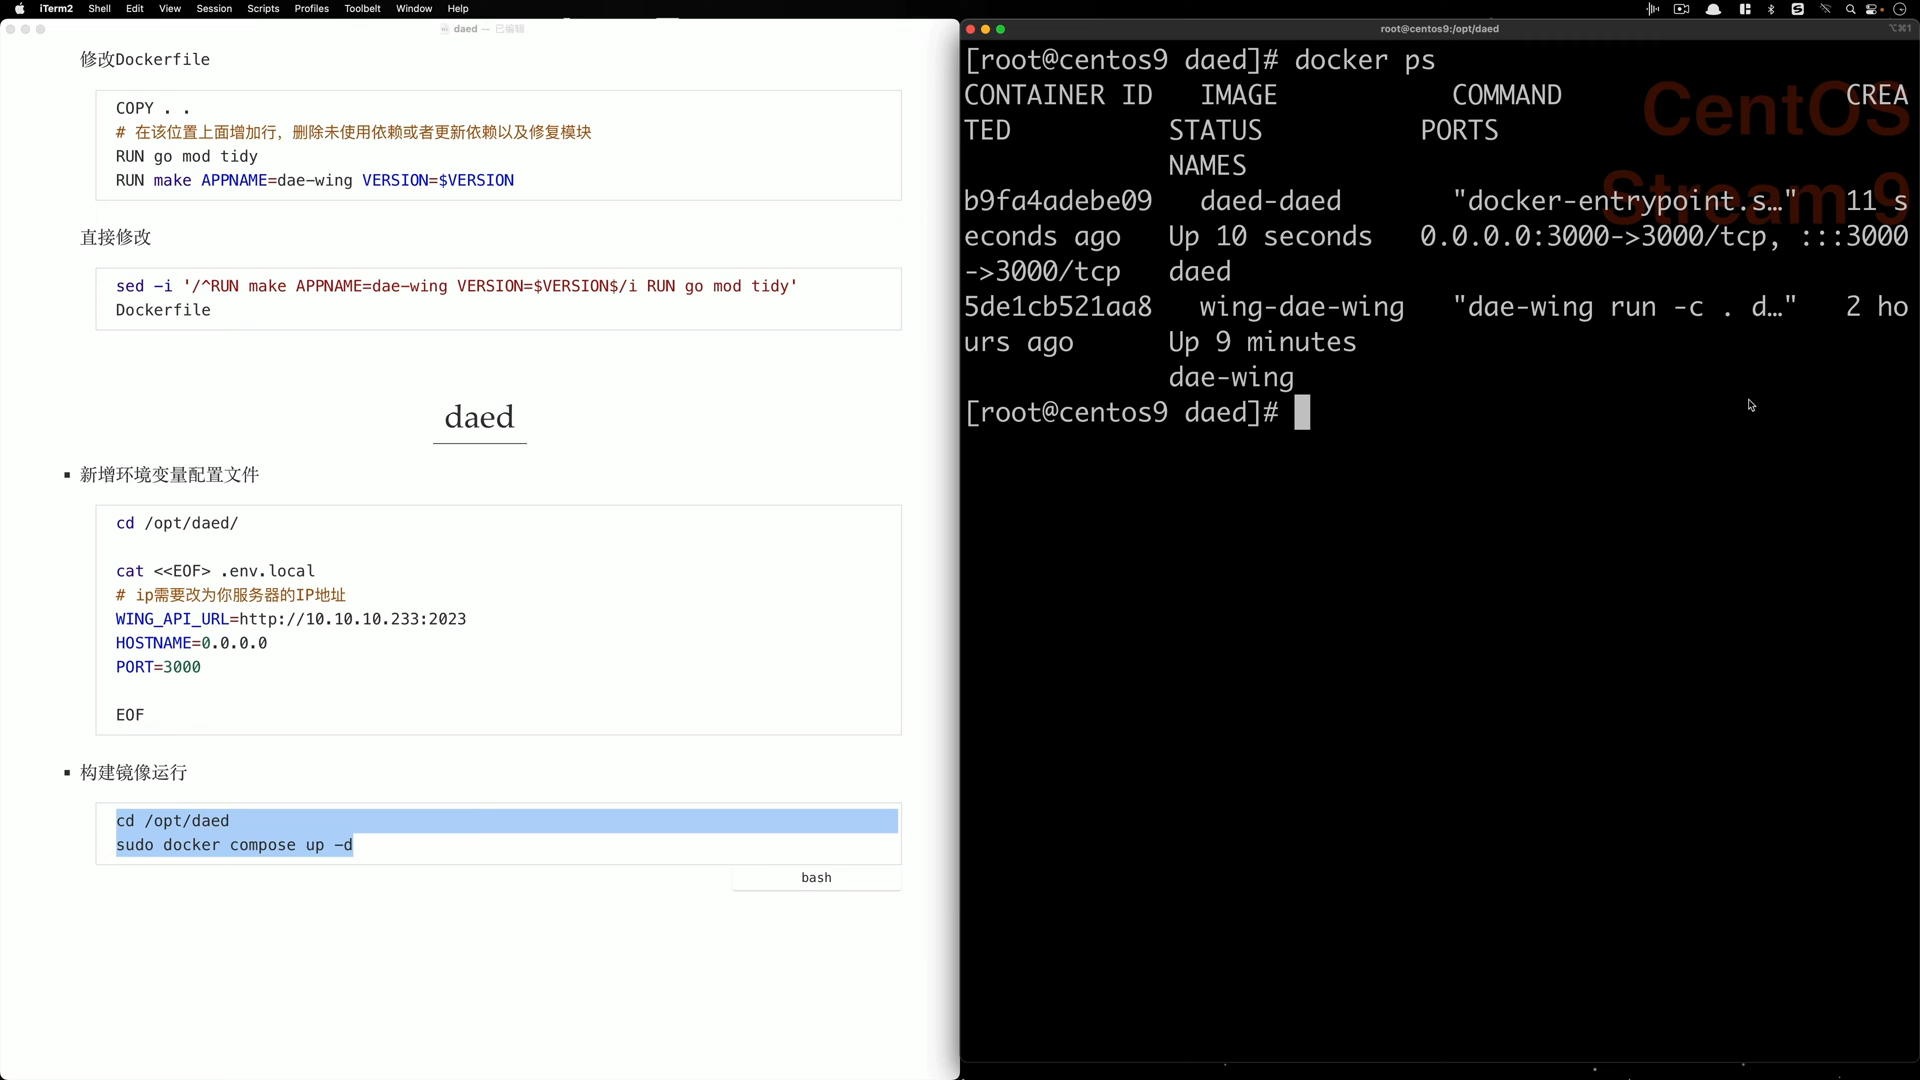 iTerm2 Shell Edit View Session Scripts Profiles Toolbelt Window Help
daed — 已编辑
修改Dockerfile
COPY . .
# 在该位置上面增加行，删除未使用依赖或者更新依赖以及修复模块
RUN go mod tidy
RUN make APPNAME=dae-wing VERSION=$VERSION
直接修改
sed -i '/^RUN make APPNAME=dae-wing VERSION=$VERSION$/i RUN go mod tidy'
Dockerfile
daed
新增环境变量配置文件
cd /opt/daed/
cat <<EOF> .env.local
# ip需要改为你服务器的IP地址
WING_API_URL=http://10.10.10.233:2023
HOSTNAME=0.0.0.0
PORT=3000
EOF
构建镜像运行
cd /opt/daed
sudo docker compose up -d
bash
root@centos9:/opt/daed
⌥⌘1
CentOS
Stream 9
[root@centos9 daed]# docker ps
CONTAINER ID   IMAGE           COMMAND                  CREA
TED          STATUS          PORTS
             NAMES
b9fa4adebe09   daed-daed       "docker-entrypoint.s…"   11 s
econds ago   Up 10 seconds   0.0.0.0:3000->3000/tcp, :::3000
->3000/tcp   daed
5de1cb521aa8   wing-dae-wing   "dae-wing run -c . d…"   2 ho
urs ago      Up 9 minutes
             dae-wing
[root@centos9 daed]#